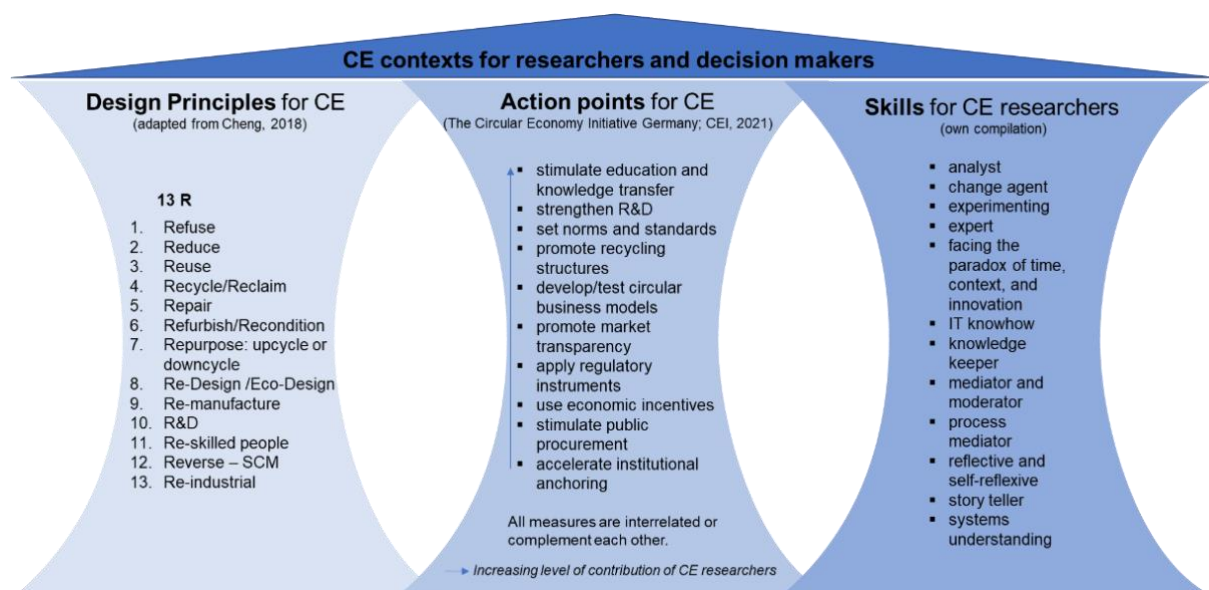 CE contexts for researchers and decision makers
Design Principles for CE
(adapted from Cheng, 2018)
13 R
1. Refuse
2. Reduce
3. Reuse
4. Recycle/Reclaim
5. Repair
6. Refurbish/Recondition
7. Repurpose: upcycle or
downcycle
8. Re-Design /Eco-Design
9. Re-manufacture
10. R&D
11. Re-skilled people
12. Reverse – SCM
13. Re-industrial
Action points for CE
(The Circular Economy Initiative Germany; CEI, 2021)
▪ stimulate education and
knowledge transfer
▪ strengthen R&D
▪ set norms and standards
▪ promote recycling
structures
▪ develop/test circular
business models
▪ promote market
transparency
▪ apply regulatory
instruments
▪ use economic incentives
▪ stimulate public
procurement
▪ accelerate institutional
anchoring
All measures are interrelated or
complement each other.
Increasing level of contribution of CE researchers
Skills for CE researchers
(own compilation)
▪ analyst
▪ change agent
▪ experimenting
▪ expert
▪ facing the
paradox of time,
context, and
innovation
▪ IT knowhow
▪ knowledge
keeper
▪ mediator and
moderator
▪ process
mediator
▪ reflective and
self-reflexive
▪ story teller
▪ systems
understanding